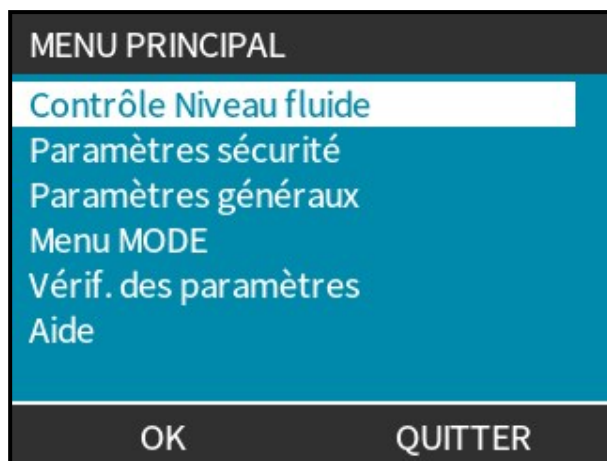 MENU PRINCIPAL
Contrôle Niveau fluide
Paramètres sécurité
Paramètres généraux
Menu MODE
Vérif. des paramètres
Aide
OK QUITTER